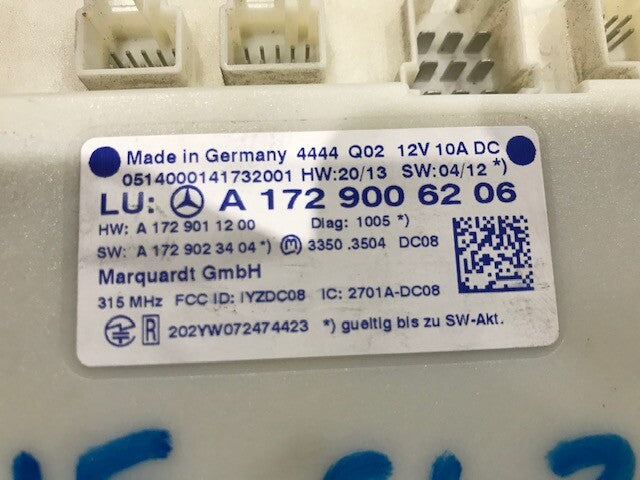 Made in Germany 4444 Q02 12V 10A DC
0514000141732001 HW:20/13 SW:04/12 *)
LU: A 172 900 62 06
HW: A 172 901 12 00 Diag: 1005 *)
SW: A 172 902 34 04 *) M 3350 .3504 DC08
Marquardt GmbH
315 MHz FCC ID: IYZDC08 IC: 2701A-DC08
R 202YW072474423 *) gueltig bis zu SW-Akt.